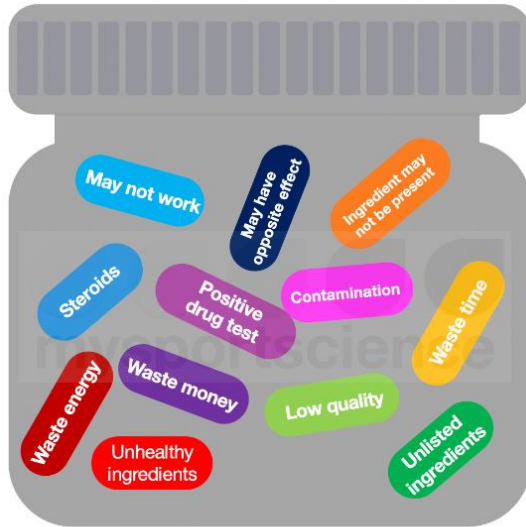 May not work
May have
opposite effect
Ingredient may
not be present
Steroids
Positive
drug test
Contamination
Waste time
mysportscience
Waste energy
Waste money
Low quality
Unhealthy
ingredients
Unlisted
ingredients